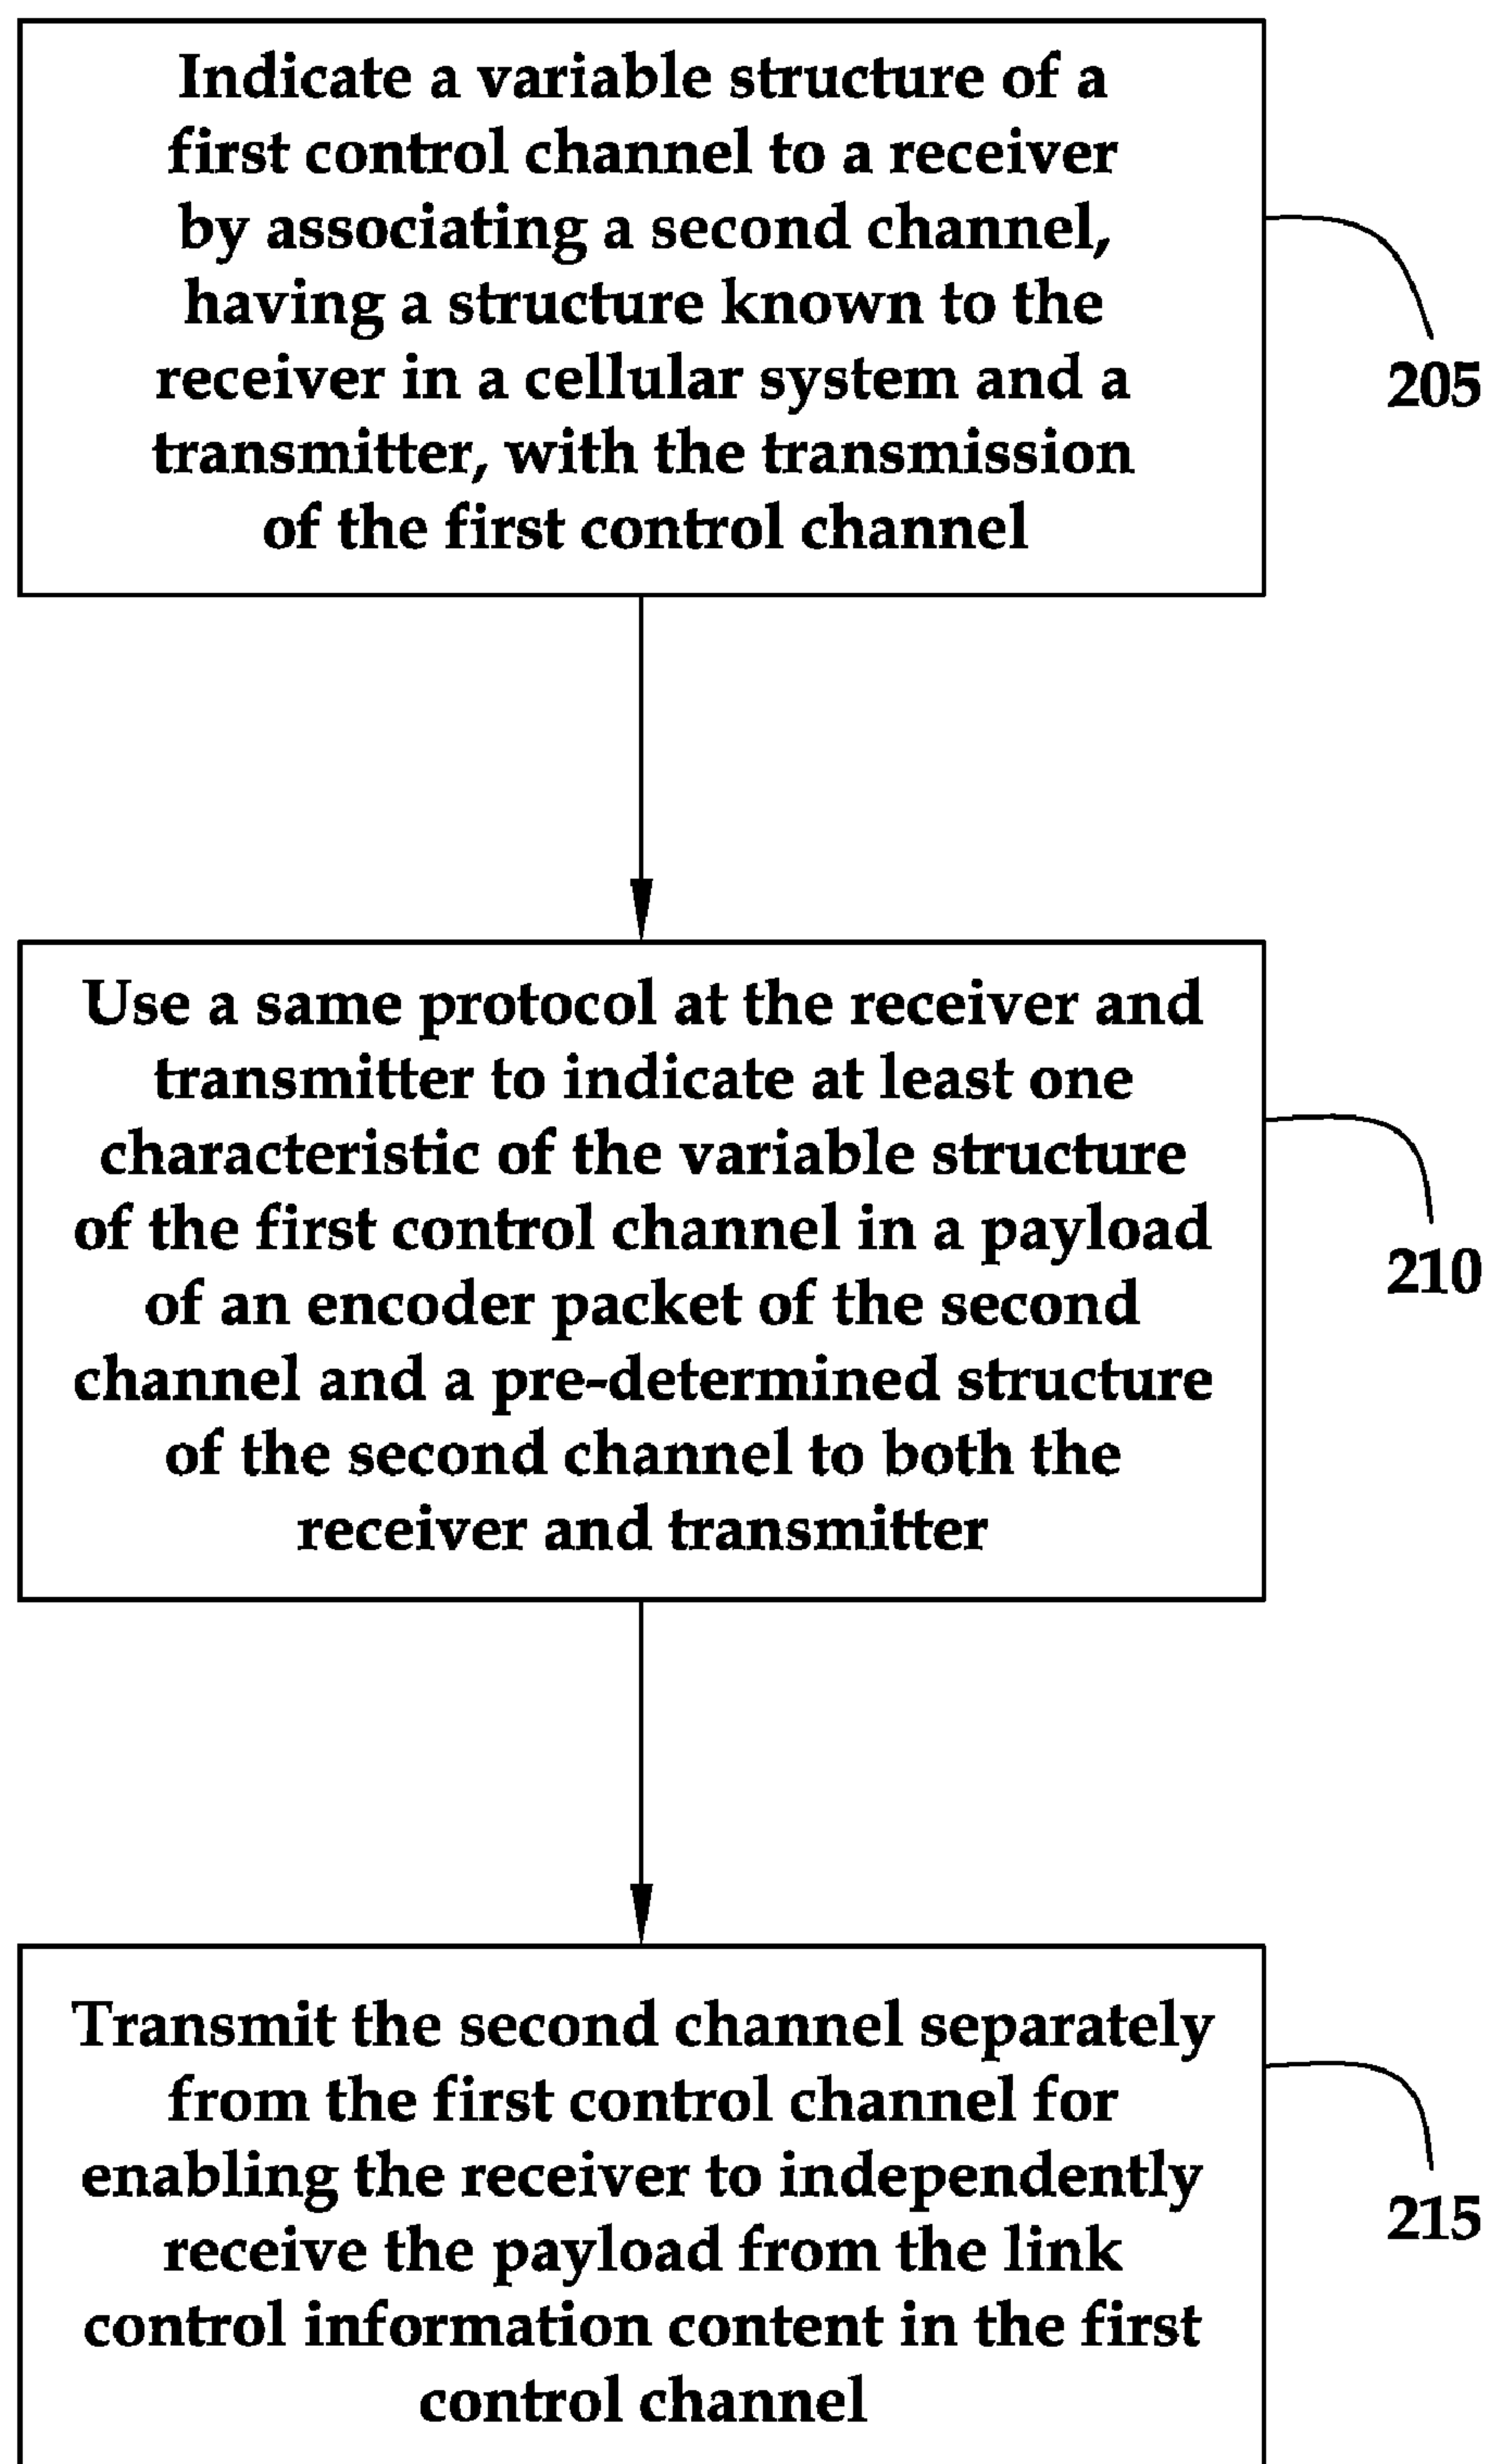 Indicate a variable structure of a
first control channel to a receiver
by associating a second channel,
having a structure known to the
receiver in a cellular system and a
transmitter, with the transmission
of the first control channel
205
Use a same protocol at the receiver and
transmitter to indicate at least one
characteristic of the variable structure
of the first control channel in a payload
of an encoder packet of the second
channel and a pre-determined structure
of the second channel to both the
receiver and transmitter
210
Transmit the second channel separately
from the first control channel for
enabling the receiver to independently
receive the payload from the link
control information content in the first
control channel
215